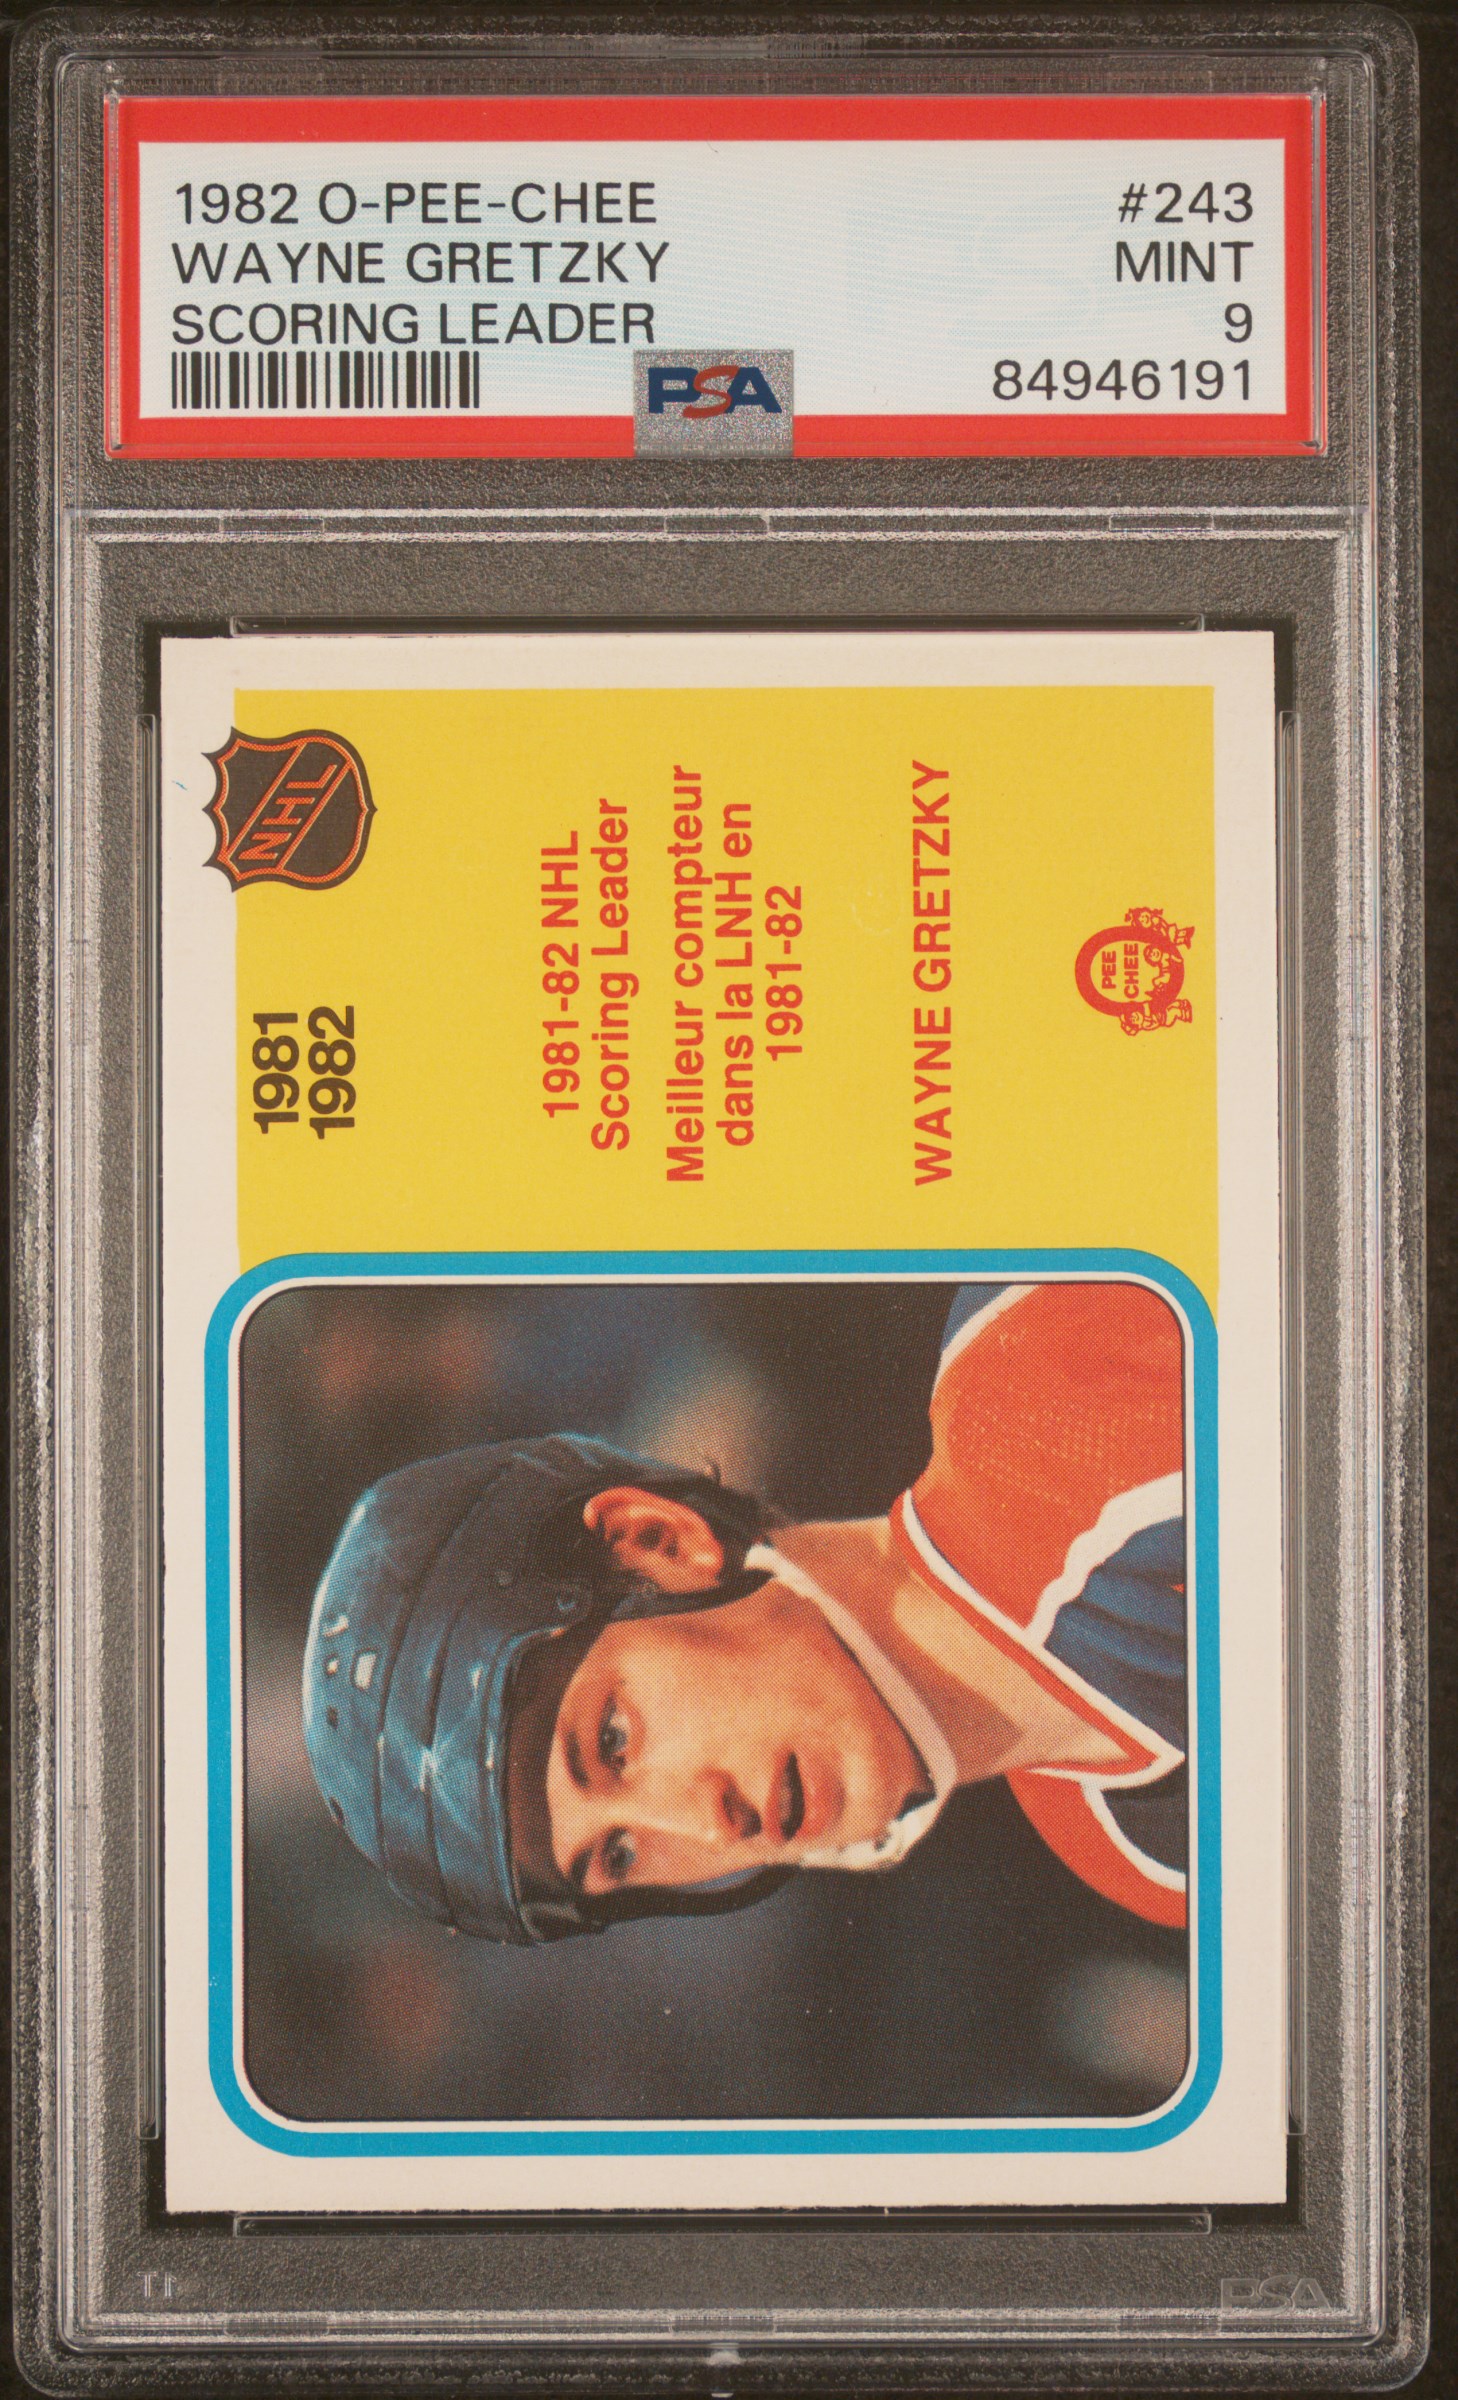 1982 O-PEE-CHEE #243
WAYNE GRETZKY MINT
SCORING LEADER 9
PSA 84946191
NHL
1981
1982
1981-82 NHL
Scoring Leader
Meilleur compteur
dans la LNH en
1981-82
WAYNE GRETZKY
O
PEE
CHEE
PSA